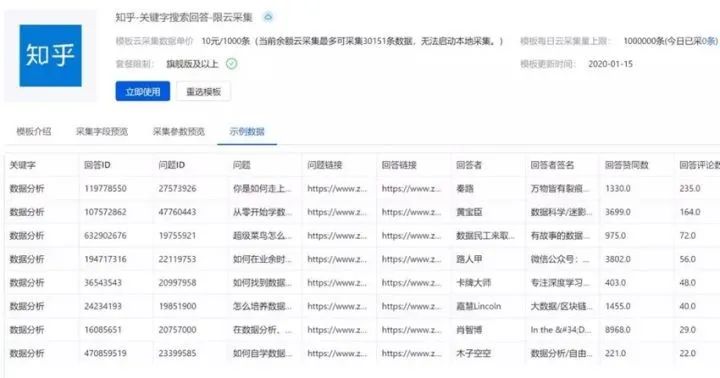 知乎-关键字搜索回答-限云采集
知乎
模板云采集数据单价 10元/1000条（当前余额云采集最多可采集30151条数据，无法启动本地采集。） 模板每日云采集量上限： 1000000条(今日已采0条)
套餐限制： 旗舰版及以上 模板更新时间： 2020-01-15
立即使用 重选模板
模板介绍 采集字段预览 采集参数预览 示例数据
关键字 回答ID 问题ID 问题 问题链接 回答链接 回答者 回答者签名 回答赞同数 回答评论数
数据分析 119778550 27573926 你是如何走上... https://www.z... https://www.z... 秦路 万物皆有裂痕... 1330.0 235.0
数据分析 107572862 47760443 从零开始学数... https://www.z... https://www.z... 黄宝臣 数据科学/迷影... 3699.0 164.0
数据分析 632902676 19755921 超级菜鸟怎么... https://www.z... https://www.z... 数据民工来取... 有故事的数据... 975.0 72.0
数据分析 194717316 22119753 如何在业余时... https://www.z... https://www.z... 路人甲 微信公众号：... 3802.0 56.0
数据分析 36543543 20997958 如何找到数据... https://www.z... https://www.z... 卡牌大师 专注深度学习... 403.0 48.0
数据分析 24234193 19851900 怎么培养数据... https://www.z... https://www.z... 嘉慧Lincoln 大数据/区块链... 1455.0 40.0
数据分析 16085651 20757000 在数据分析、... https://www.z... https://www.z... 肖智博 In the &#34;D... 8968.0 29.0
数据分析 470859519 23399585 如何自学数据... https://www.z... https://www.z... 木子空空 数据分析/自由... 221.0 22.0